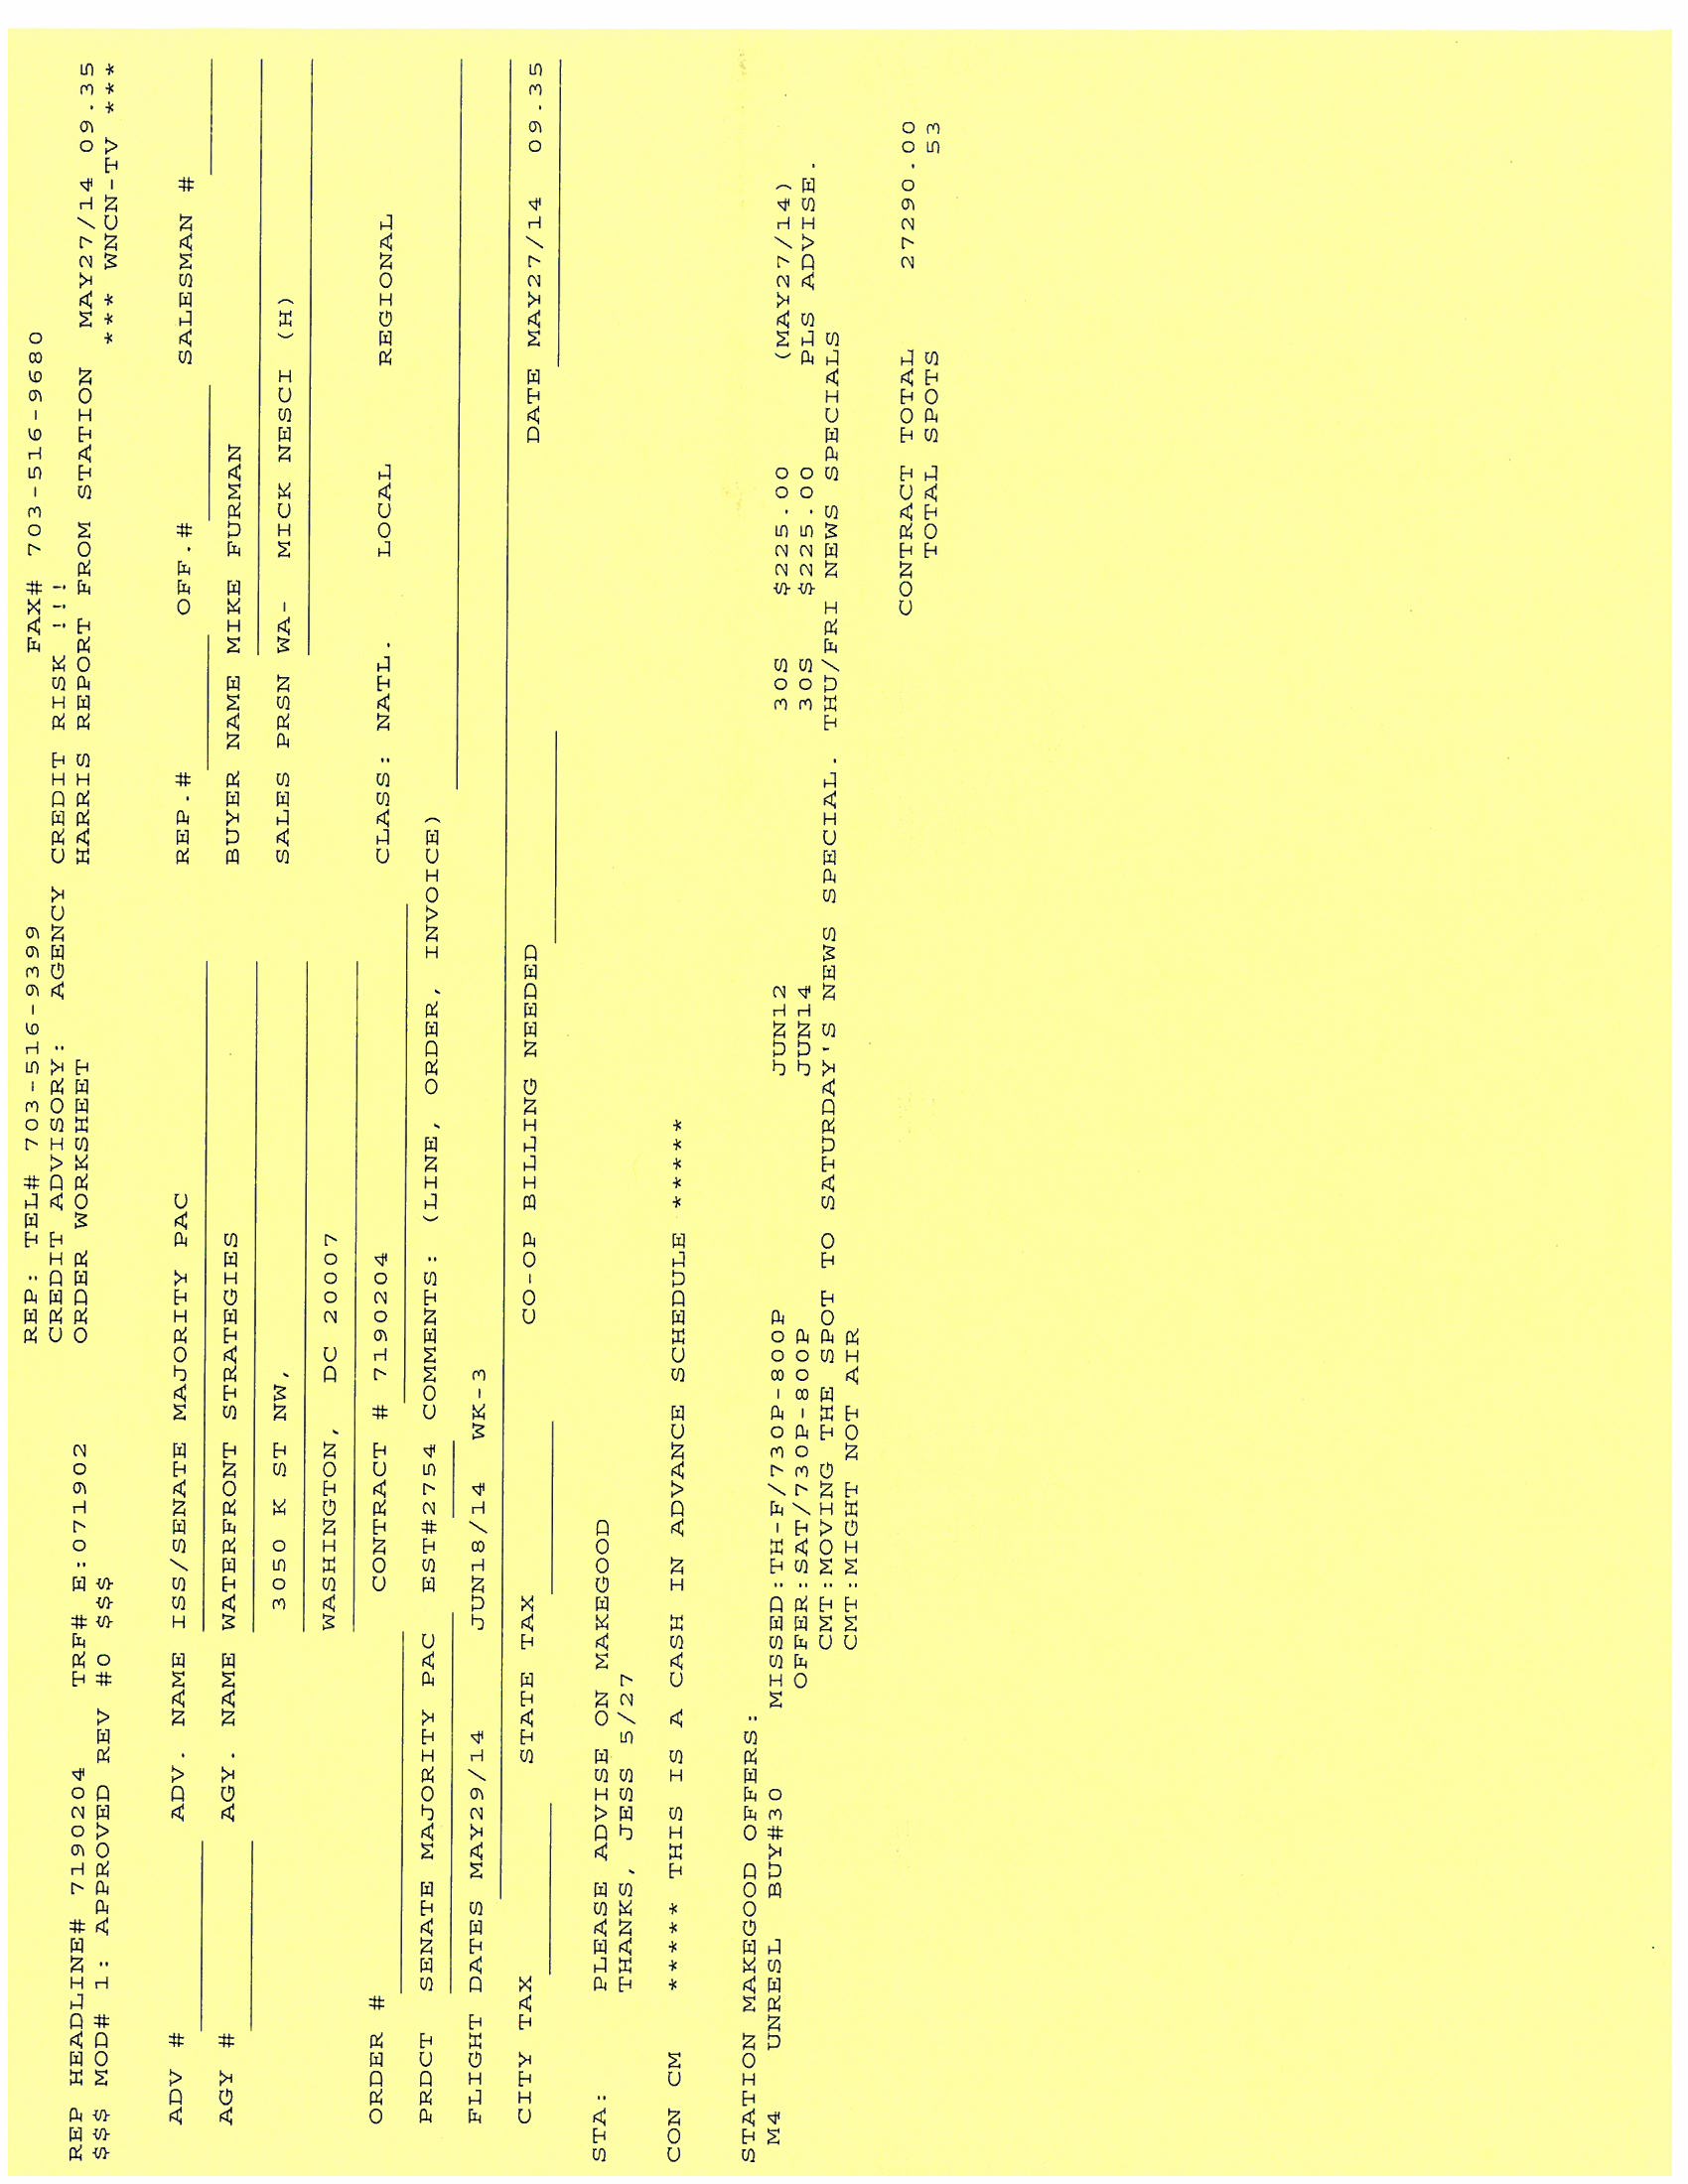 REP: TEL# 703-516-9399 FAX# 703-516-9680
CREDIT ADVISORY: AGENCY CREDIT RISK !!!
REP HEADLINE# 7190204 TRF# E:071902 ORDER WORKSHEET HARRIS REPORT FROM STATION MAY27/14 09.35
$$$ MOD# 1: APPROVED REV #0 $$$ *** WNCN-TV ***
ADV # ADV. NAME ISS/SENATE MAJORITY PAC REP.# OFF.# SALESMAN #
AGY # AGY. NAME WATERFRONT STRATEGIES BUYER NAME MIKE FURMAN
3050 K ST NW, SALES PRSN WA- MICK NESCI (H)
WASHINGTON, DC 20007
ORDER # CONTRACT # 7190204 CLASS: NATL. LOCAL REGIONAL
PRDCT SENATE MAJORITY PAC EST#2754 COMMENTS: (LINE, ORDER, INVOICE)
FLIGHT DATES MAY29/14 JUN18/14 WK-3
CITY TAX STATE TAX CO-OP BILLING NEEDED DATE MAY27/14 09.35
STA: PLEASE ADVISE ON MAKEGOOD
THANKS, JESS 5/27
CON CM ***** THIS IS A CASH IN ADVANCE SCHEDULE *****
STATION MAKEGOOD OFFERS:
M4 UNRESL BUY#30 MISSED:TH-F/730P-800P JUN12 30S $225.00 (MAY27/14)
OFFER:SAT/730P-800P JUN14 30S $225.00 PLS ADVISE.
CMT:MOVING THE SPOT TO SATURDAY'S NEWS SPECIAL. THU/FRI NEWS SPECIALS
CMT:MIGHT NOT AIR
CONTRACT TOTAL 27290.00
TOTAL SPOTS 53